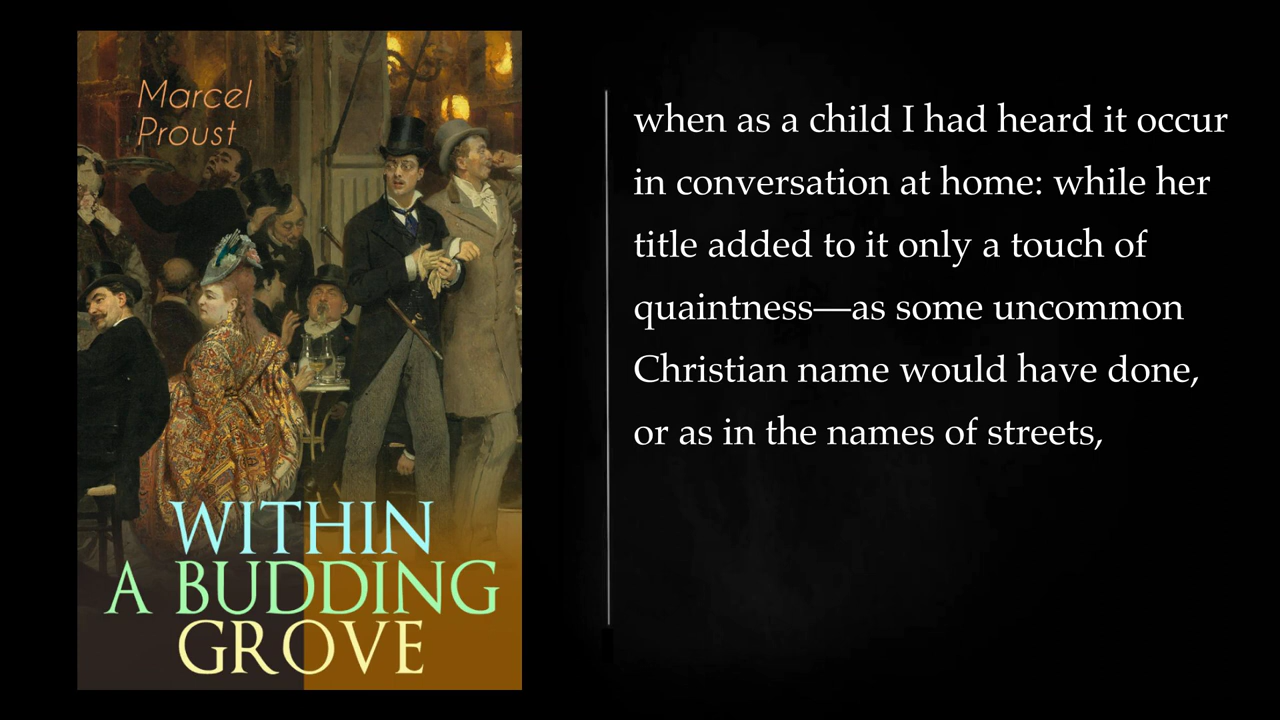 Marcel
Proust
WITHIN
A BUDDING
GROVE
when as a child I had heard it occur
in conversation at home: while her
title added to it only a touch of
quaintness—as some uncommon
Christian name would have done,
or as in the names of streets,